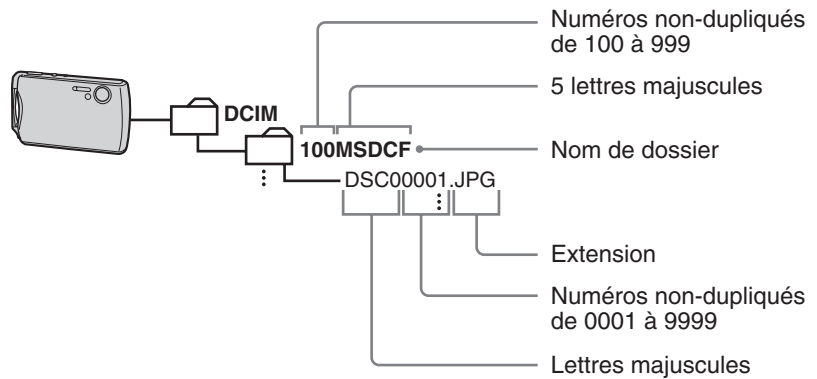 Numéros non-dupliqués
de 100 à 999
5 lettres majuscules
DCIM
100MSDCF
Nom de dossier
DSC00001.JPG
Extension
Numéros non-dupliqués
de 0001 à 9999
Lettres majuscules